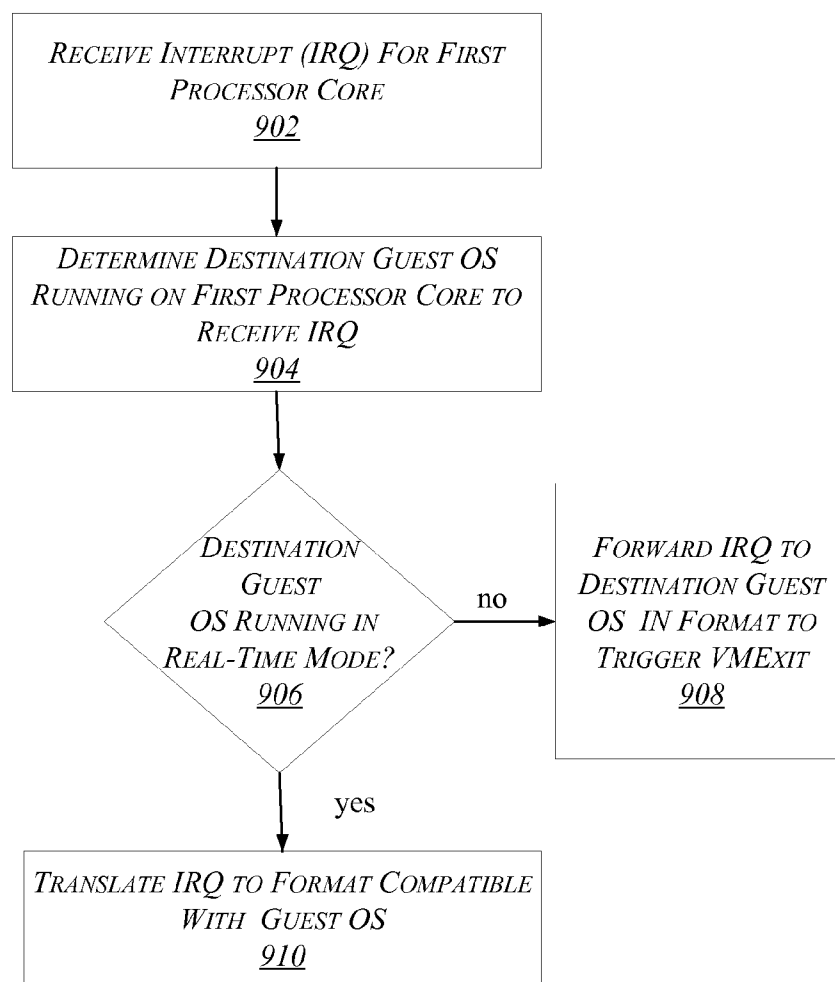 RECEIVE INTERRUPT (IRQ) FOR FIRST
PROCESSOR CORE
902
DETERMINE DESTINATION GUEST OS
RUNNING ON FIRST PROCESSOR CORE TO
RECEIVE IRQ
904
DESTINATION
GUEST
OS RUNNING IN
REAL-TIME MODE?
906
no
FORWARD IRQ TO
DESTINATION GUEST
OS IN FORMAT TO
TRIGGER VMEXIT
908
yes
TRANSLATE IRQ TO FORMAT COMPATIBLE
WITH GUEST OS
910